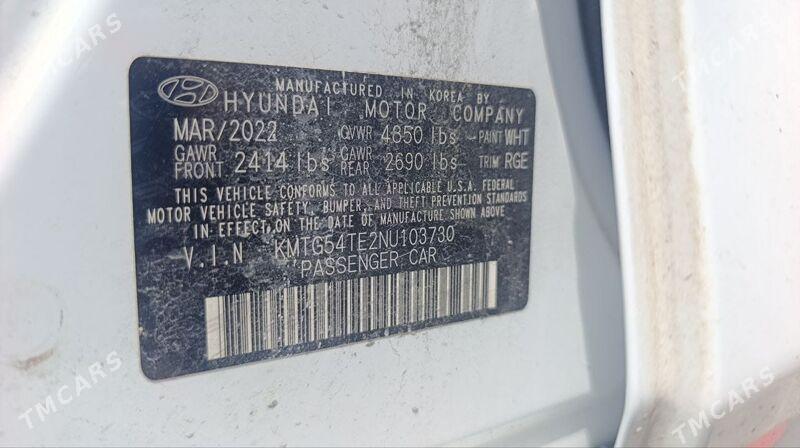 MANUFACTURED IN KOREA BY
HYUNDAI MOTOR COMPANY
MAR/2022 GVWR 4850 lbs PAINT WHT
GAWR FRONT 2414 lbs GAWR REAR 2690 lbs TRIM RGE
THIS VEHICLE CONFORMS TO ALL APPLICABLE U.S.A. FEDERAL
MOTOR VEHICLE SAFETY, BUMPER, AND THEFT PREVENTION STANDARDS
IN EFFECT ON THE DATE OF MANUFACTURE SHOWN ABOVE
V.I.N KMTG54TE2NU103730
PASSENGER CAR
TMCARS
TMCARS
TMCARS
TMCARS
TMCARS